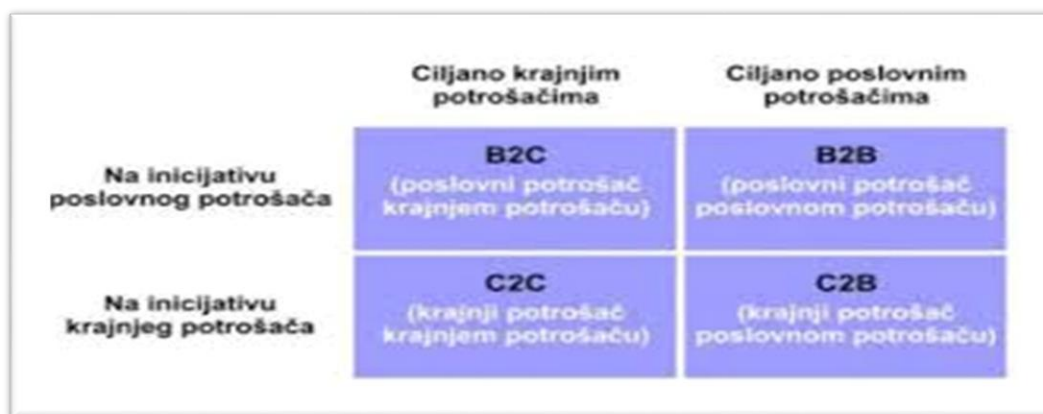 Ciljano krajnjim
potrošačima
Ciljano poslovnim
potrošačima
Na inicijativu
poslovnog potrošača
B2C
(poslovni potrošač
krajnjem potrošaču)
B2B
(poslovni potrošač
poslovnom potrošaču)
Na inicijativu
krajnjeg potrošača
C2C
(krajnji potrošač
krajnjem potrošaču)
C2B
(krajnji potrošač
poslovnom potrošaču)